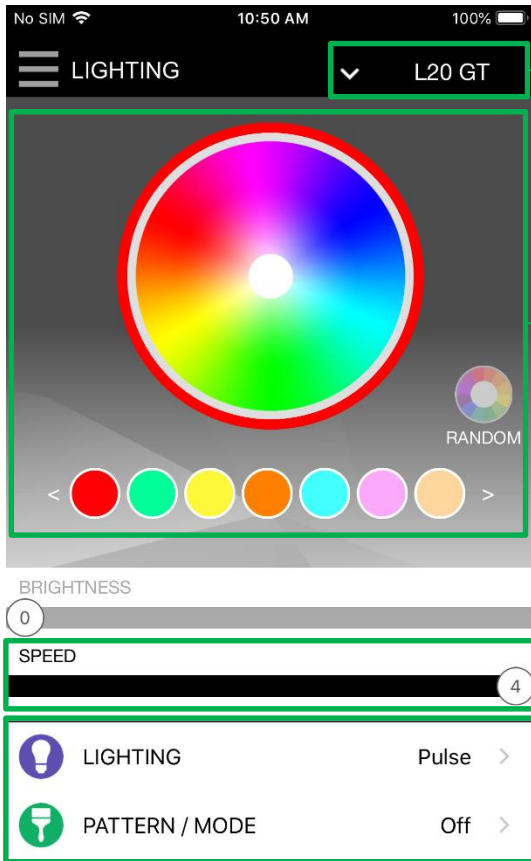 No SIM 10:50 AM 100%
LIGHTING L20 GT
RANDOM
< >
BRIGHTNESS
0
SPEED
4
LIGHTING Pulse >
PATTERN / MODE Off >